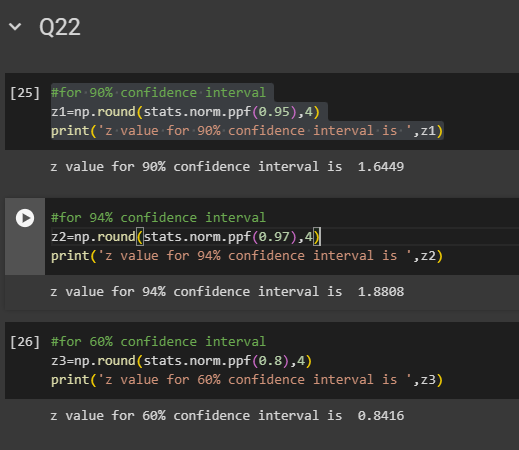 Q22
[25] #for 90% confidence interval
z1=np.round(stats.norm.ppf(0.95),4)
print('z value for 90% confidence interval is ',z1)
z value for 90% confidence interval is  1.6449
#for 94% confidence interval
z2=np.round(stats.norm.ppf(0.97),4)
print('z value for 94% confidence interval is ',z2)
z value for 94% confidence interval is  1.8808
[26] #for 60% confidence interval
z3=np.round(stats.norm.ppf(0.8),4)
print('z value for 60% confidence interval is ',z3)
z value for 60% confidence interval is  0.8416